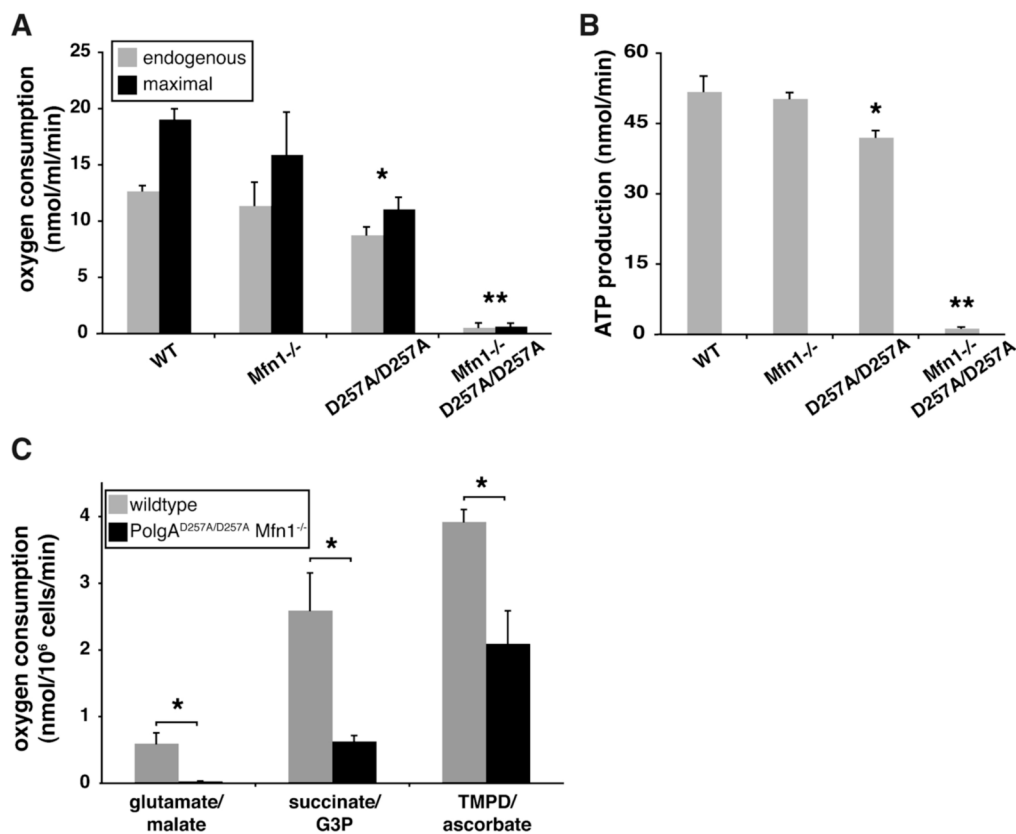 A
endogenous
maximal
oxygen consumption
(nmol/ml/min)
25
20
15
10
5
0
*
**
WT
Mfn1-/-
D257A/D257A
Mfn1-/-
D257A/D257A
B
ATP production (nmol/min)
60
45
30
15
0
*
**
WT
Mfn1-/-
D257A/D257A
Mfn1-/-
D257A/D257A
C
wildtype
PolgA^D257A/D257A Mfn1^-/-
oxygen consumption
(nmol/10⁶ cells/min)
4
3
2
1
0
*
*
*
glutamate/
malate
succinate/
G3P
TMPD/
ascorbate